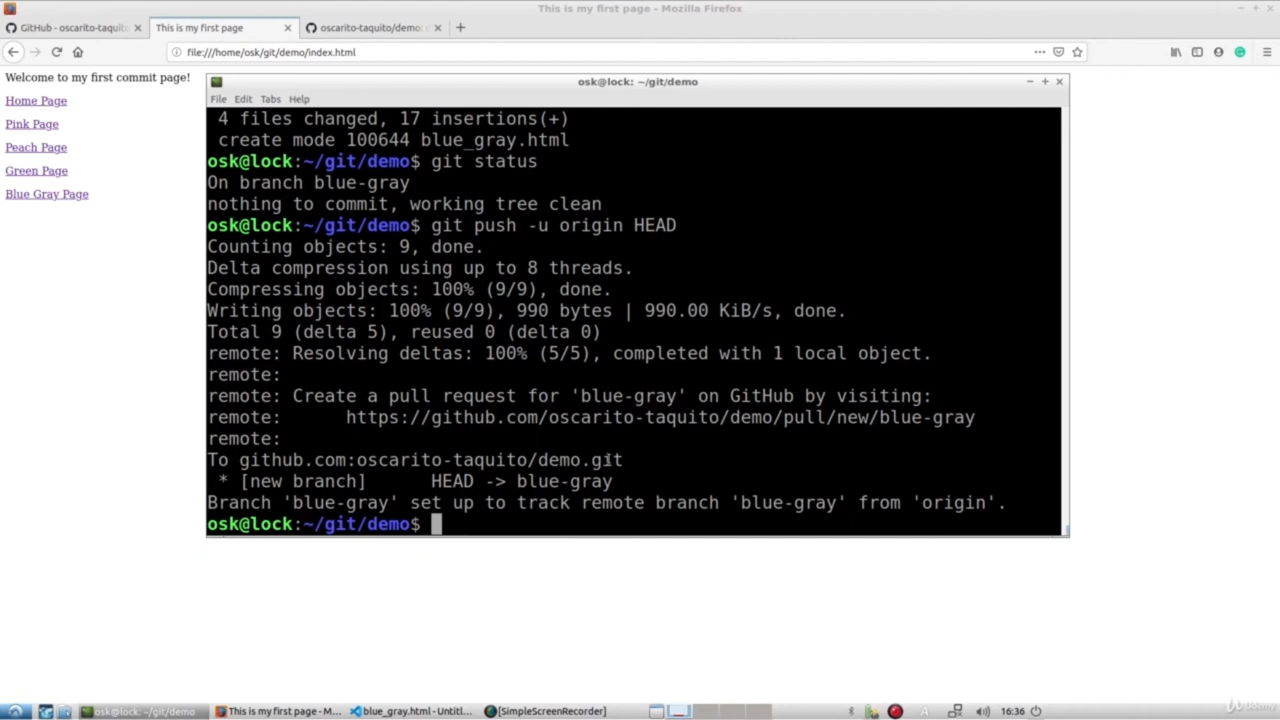 This is my first page - Mozilla Firefox
GitHub - oscarito-taquito
This is my first page
oscarito-taquito/demo:
file:///home/osk/git/demo/index.html
Welcome to my first commit page!
Home Page
Pink Page
Peach Page
Green Page
Blue Gray Page
osk@lock: ~/git/demo
File Edit Tabs Help
4 files changed, 17 insertions(+)
create mode 100644 blue_gray.html
osk@lock:~/git/demo$ git status
On branch blue-gray
nothing to commit, working tree clean
osk@lock:~/git/demo$ git push -u origin HEAD
Counting objects: 9, done.
Delta compression using up to 8 threads.
Compressing objects: 100% (9/9), done.
Writing objects: 100% (9/9), 990 bytes | 990.00 KiB/s, done.
Total 9 (delta 5), reused 0 (delta 0)
remote: Resolving deltas: 100% (5/5), completed with 1 local object.
remote:
remote: Create a pull request for 'blue-gray' on GitHub by visiting:
remote:      https://github.com/oscarito-taquito/demo/pull/new/blue-gray
remote:
To github.com:oscarito-taquito/demo.git
* [new branch]      HEAD -> blue-gray
Branch 'blue-gray' set up to track remote branch 'blue-gray' from 'origin'.
osk@lock:~/git/demo$
osk@lock: ~/git/demo
This is my first page - M...
blue_gray.html - Untitl...
[SimpleScreenRecorder]
A
16:36
Udemy